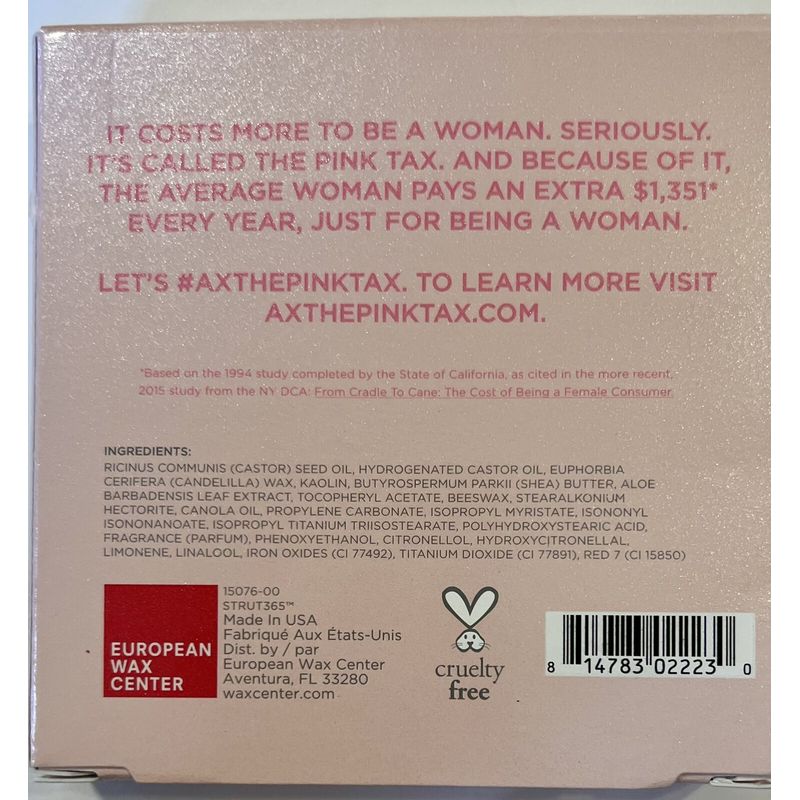 IT COSTS MORE TO BE A WOMAN. SERIOUSLY.
IT'S CALLED THE PINK TAX. AND BECAUSE OF IT,
THE AVERAGE WOMAN PAYS AN EXTRA $1,351*
EVERY YEAR, JUST FOR BEING A WOMAN.
LET'S #AXTHEPINKTAX. TO LEARN MORE VISIT
AXTHEPINKTAX.COM.
*Based on the 1994 study completed by the State of California, as cited in the more recent,
2015 study from the NY DCA: From Cradle To Cane: The Cost of Being a Female Consumer.
INGREDIENTS:
RICINUS COMMUNIS (CASTOR) SEED OIL, HYDROGENATED CASTOR OIL, EUPHORBIA
CERIFERA (CANDELILLA) WAX, KAOLIN, BUTYROSPERMUM PARKII (SHEA) BUTTER, ALOE
BARBADENSIS LEAF EXTRACT, TOCOPHERYL ACETATE, BEESWAX, STEARALKONIUM
HECTORITE, CANOLA OIL, PROPYLENE CARBONATE, ISOPROPYL MYRISTATE, ISONONYL
ISONONANOATE, ISOPROPYL TITANIUM TRIISOSTEARATE, POLYHYDROXYSTEARIC ACID,
FRAGRANCE (PARFUM), PHENOXYETHANOL, CITRONELLOL, HYDROXYCITRONELLAL,
LIMONENE, LINALOOL, IRON OXIDES (CI 77492), TITANIUM DIOXIDE (CI 77891), RED 7 (CI 15850)
EUROPEAN
WAX
CENTER
15076-00
STRUT365™
Made In USA
Fabriqué Aux États-Unis
Dist. by / par
European Wax Center
Aventura, FL 33280
waxcenter.com
cruelty
free
8 14783 02223 0